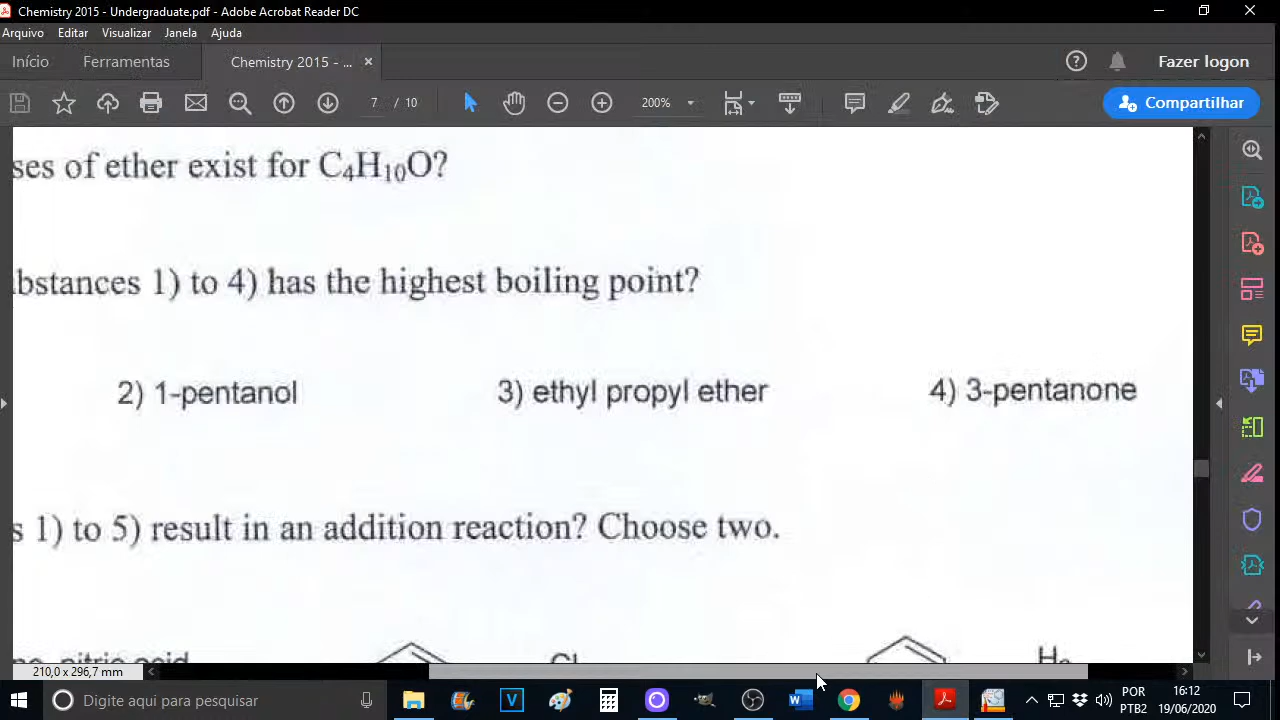 Chemistry 2015 - Undergraduate.pdf - Adobe Acrobat Reader DC
Arquivo Editar Visualizar Janela Ajuda
Início Ferramentas Chemistry 2015 - ... × ? Fazer logon
7 / 10 200% Compartilhar
ses of ether exist for C₄H₁₀O?
bstances 1) to 4) has the highest boiling point?
2) 1-pentanol 3) ethyl propyl ether 4) 3-pentanone
s 1) to 5) result in an addition reaction? Choose two.
210,0 x 296,7 mm
Digite aqui para pesquisar
POR 16:12
PTB2 19/06/2020